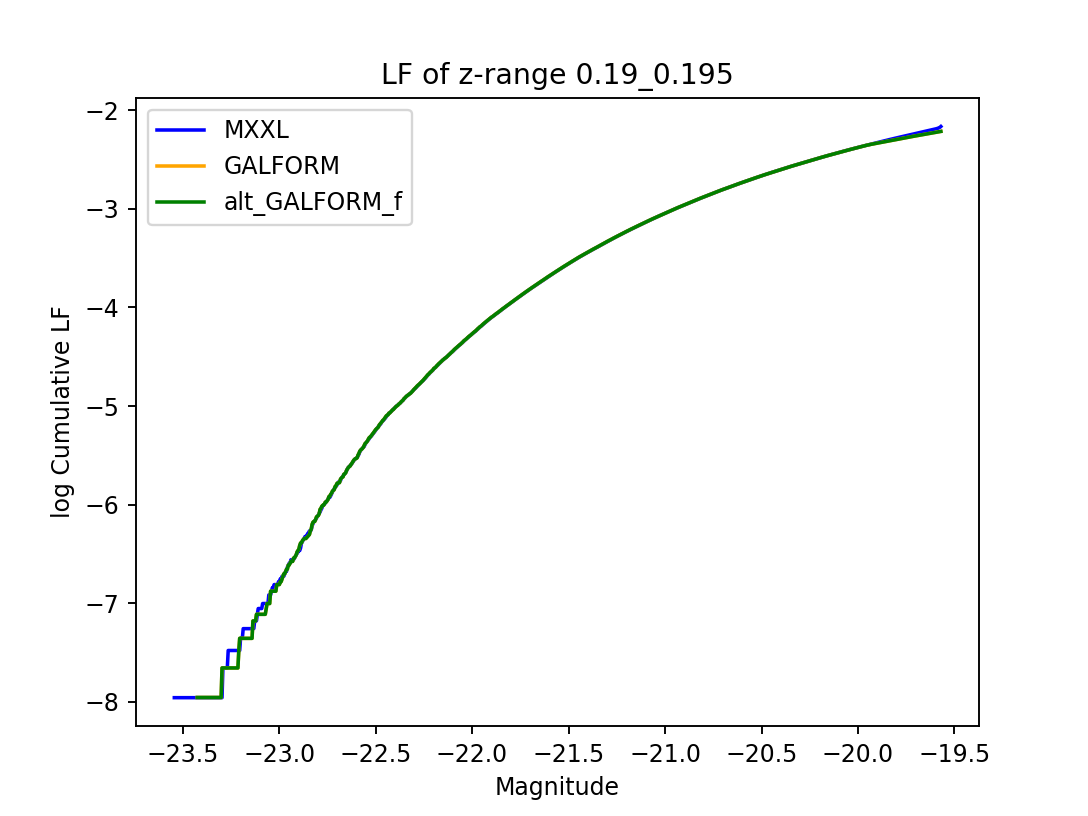 LF of z-range 0.19_0.195
MXXL
GALFORM
alt_GALFORM_f
−2
−3
−4
−5
−6
−7
−8
log Cumulative LF
−23.5 −23.0 −22.5 −22.0 −21.5 −21.0 −20.5 −20.0 −19.5
Magnitude